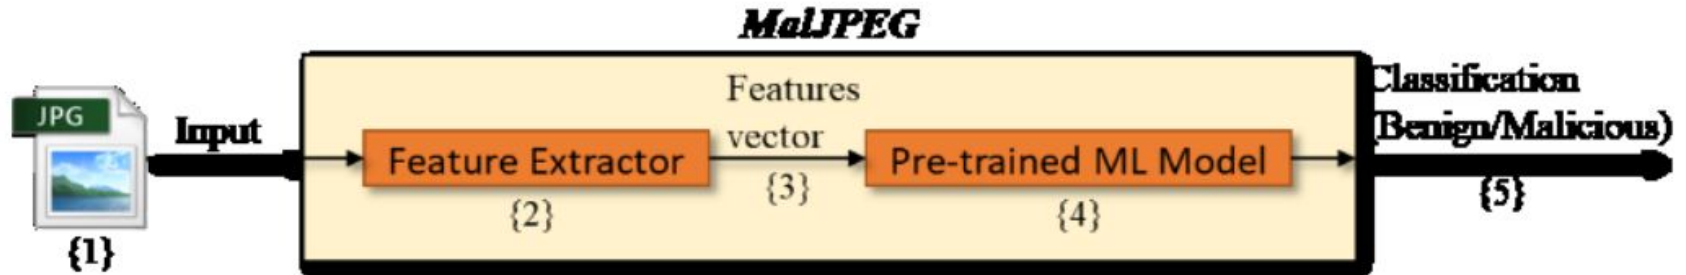 MalJPEG
JPG
{1}
Input
Feature Extractor
{2}
Features
vector
{3}
Pre-trained ML Model
{4}
Classification
(Benign/Malicious)
{5}